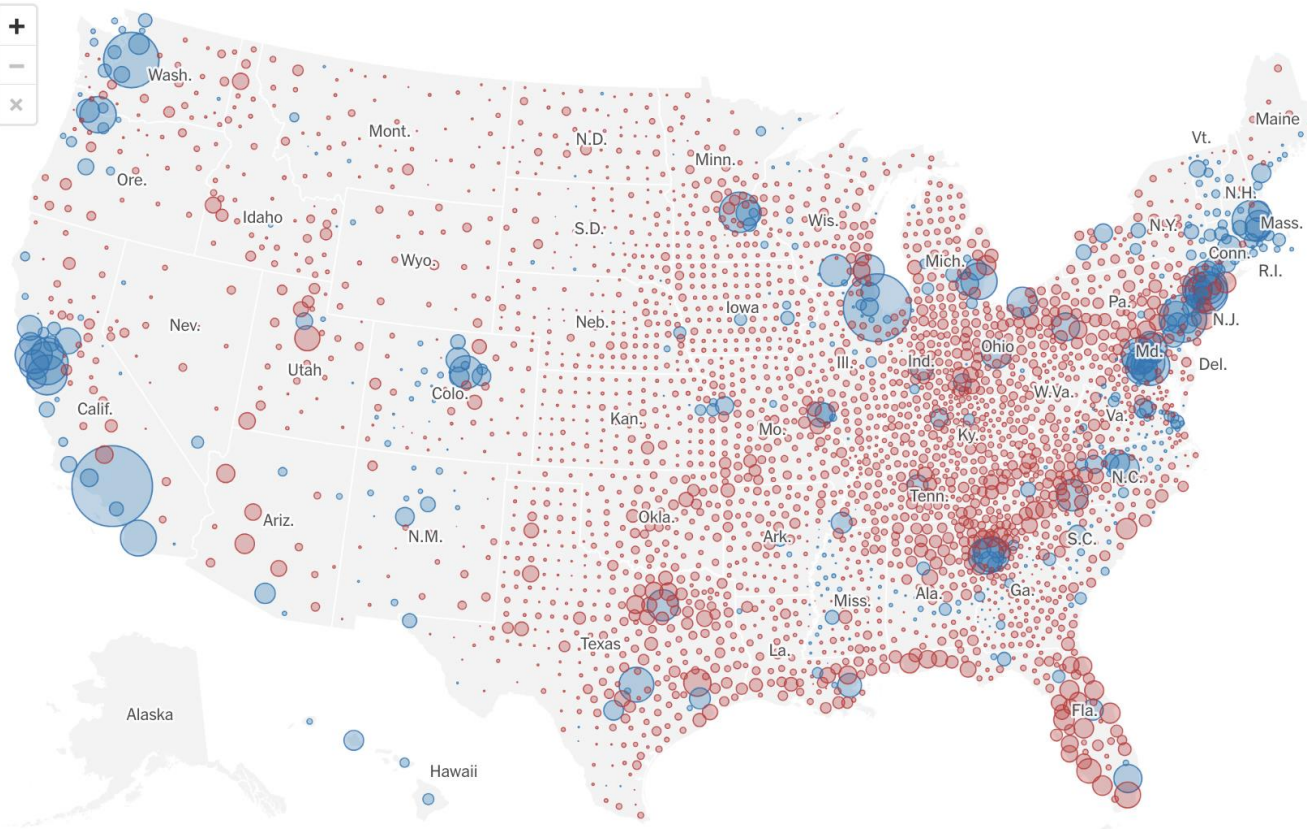 +
−
×
Wash.
Mont.
N.D.
Minn.
Maine
Vt.
Ore.
Idaho
S.D.
Wis.
N.H.
Mass.
N.Y.
Conn.
R.I.
Wyo.
Mich.
Nev.
Neb.
Iowa
Pa.
N.J.
Utah
Colo.
Ill.
Ind.
Ohio
Md.
Del.
Calif.
Kan.
Mo.
W.Va.
Va.
Ky.
Ariz.
N.M.
Okla.
Ark.
Tenn.
N.C.
S.C.
Texas
La.
Miss.
Ala.
Ga.
Fla.
Alaska
Hawaii